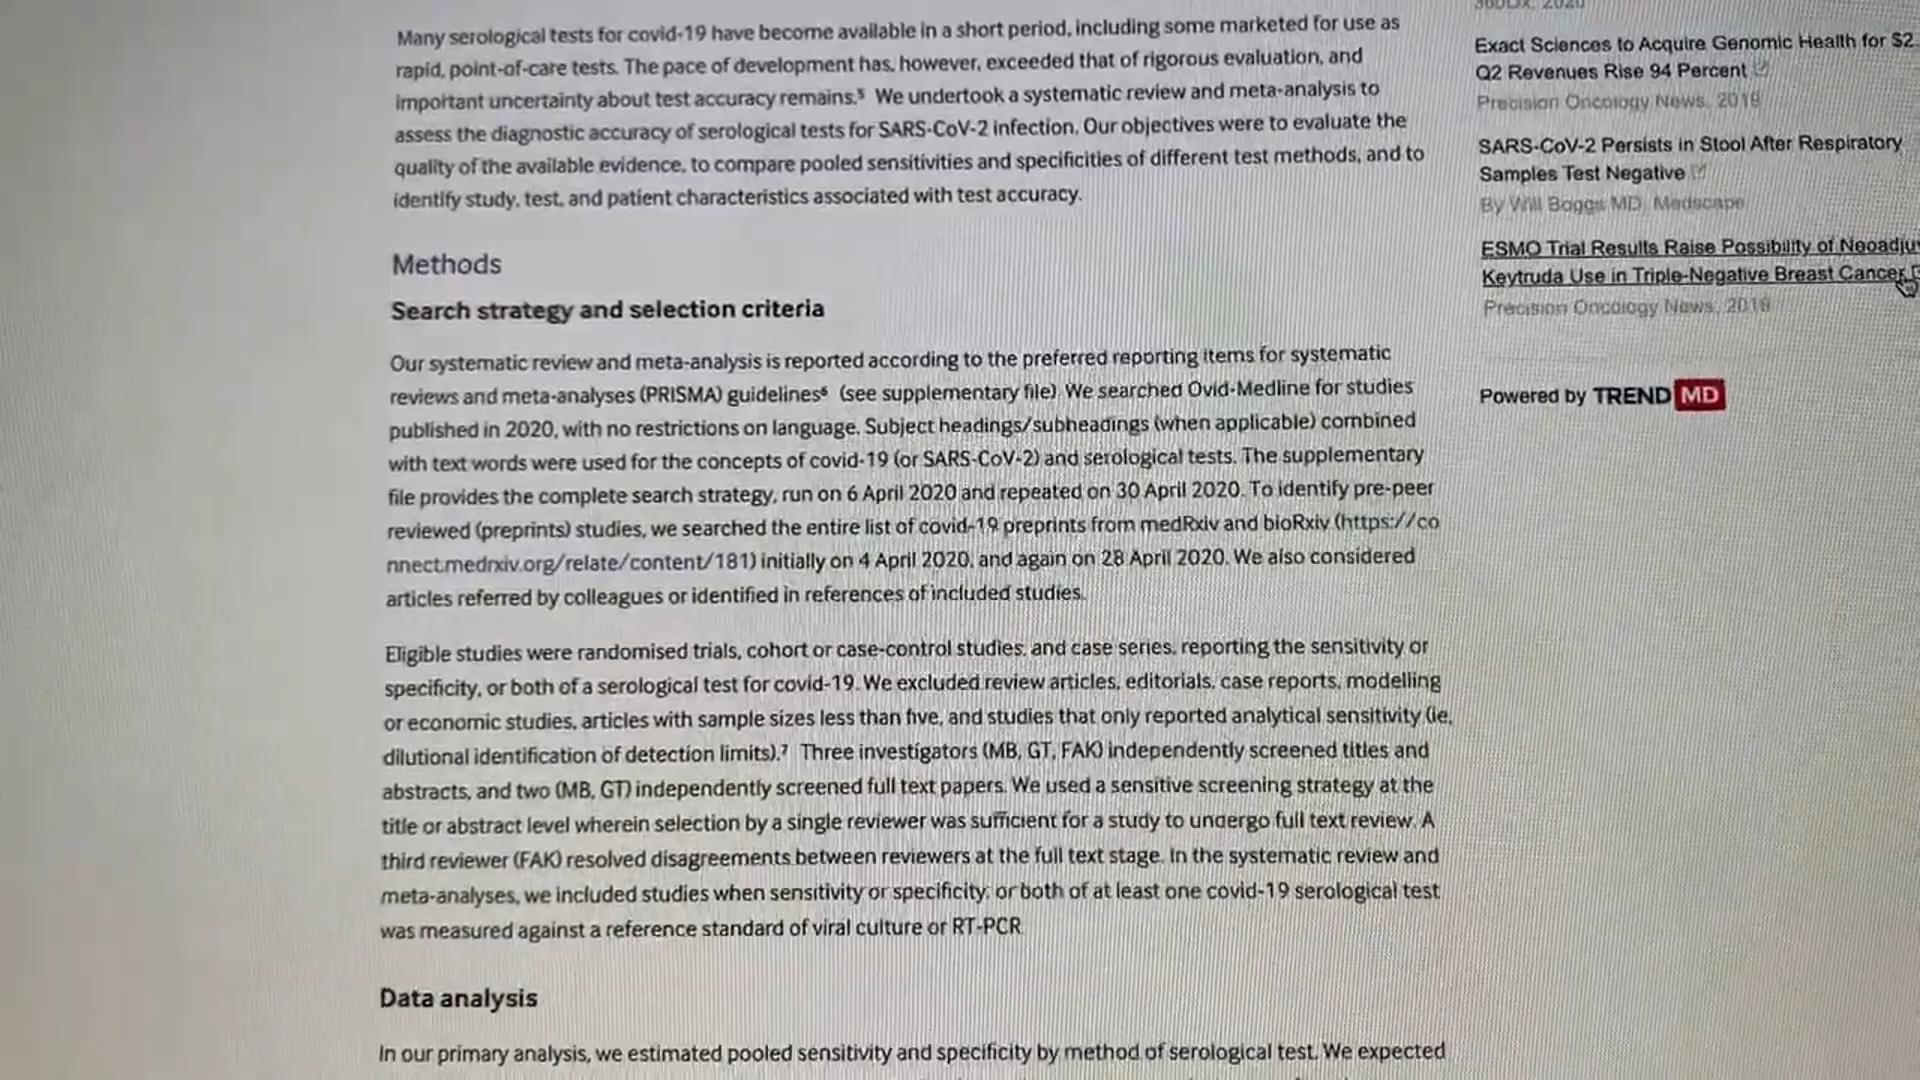 Many serological tests for covid-19 have become available in a short period, including some marketed for use as
rapid, point-of-care tests. The pace of development has, however, exceeded that of rigorous evaluation, and
important uncertainty about test accuracy remains.⁵ We undertook a systematic review and meta-analysis to
assess the diagnostic accuracy of serological tests for SARS-CoV-2 infection. Our objectives were to evaluate the
quality of the available evidence, to compare pooled sensitivities and specificities of different test methods, and to
identify study, test, and patient characteristics associated with test accuracy.
Methods
Search strategy and selection criteria
Our systematic review and meta-analysis is reported according to the preferred reporting items for systematic
reviews and meta-analyses (PRISMA) guidelines⁶ (see supplementary file). We searched Ovid-Medline for studies
published in 2020, with no restrictions on language. Subject headings/subheadings (when applicable) combined
with text words were used for the concepts of covid-19 (or SARS-CoV-2) and serological tests. The supplementary
file provides the complete search strategy, run on 6 April 2020 and repeated on 30 April 2020. To identify pre-peer
reviewed (preprints) studies, we searched the entire list of covid-19 preprints from medRxiv and bioRxiv (https://co
nnect.medrxiv.org/relate/content/181) initially on 4 April 2020, and again on 28 April 2020. We also considered
articles referred by colleagues or identified in references of included studies.
Eligible studies were randomised trials, cohort or case-control studies, and case series, reporting the sensitivity or
specificity, or both of a serological test for covid-19. We excluded review articles, editorials, case reports, modelling
or economic studies, articles with sample sizes less than five, and studies that only reported analytical sensitivity (ie,
dilutional identification of detection limits).⁷ Three investigators (MB, GT, FAK) independently screened titles and
abstracts, and two (MB, GT) independently screened full text papers. We used a sensitive screening strategy at the
title or abstract level wherein selection by a single reviewer was sufficient for a study to undergo full text review. A
third reviewer (FAK) resolved disagreements between reviewers at the full text stage. In the systematic review and
meta-analyses, we included studies when sensitivity or specificity, or both of at least one covid-19 serological test
was measured against a reference standard of viral culture or RT-PCR.
Data analysis
In our primary analysis, we estimated pooled sensitivity and specificity by method of serological test. We expected
Exact Sciences to Acquire Genomic Health for $2.
Q2 Revenues Rise 94 Percent
Precision Oncology News, 2019
SARS-CoV-2 Persists in Stool After Respiratory
Samples Test Negative
By Will Boggs MD, Medscape
ESMO Trial Results Raise Possibility of Neoadju
Keytruda Use in Triple-Negative Breast Cancer
Precision Oncology News, 2019
Powered by TREND MD